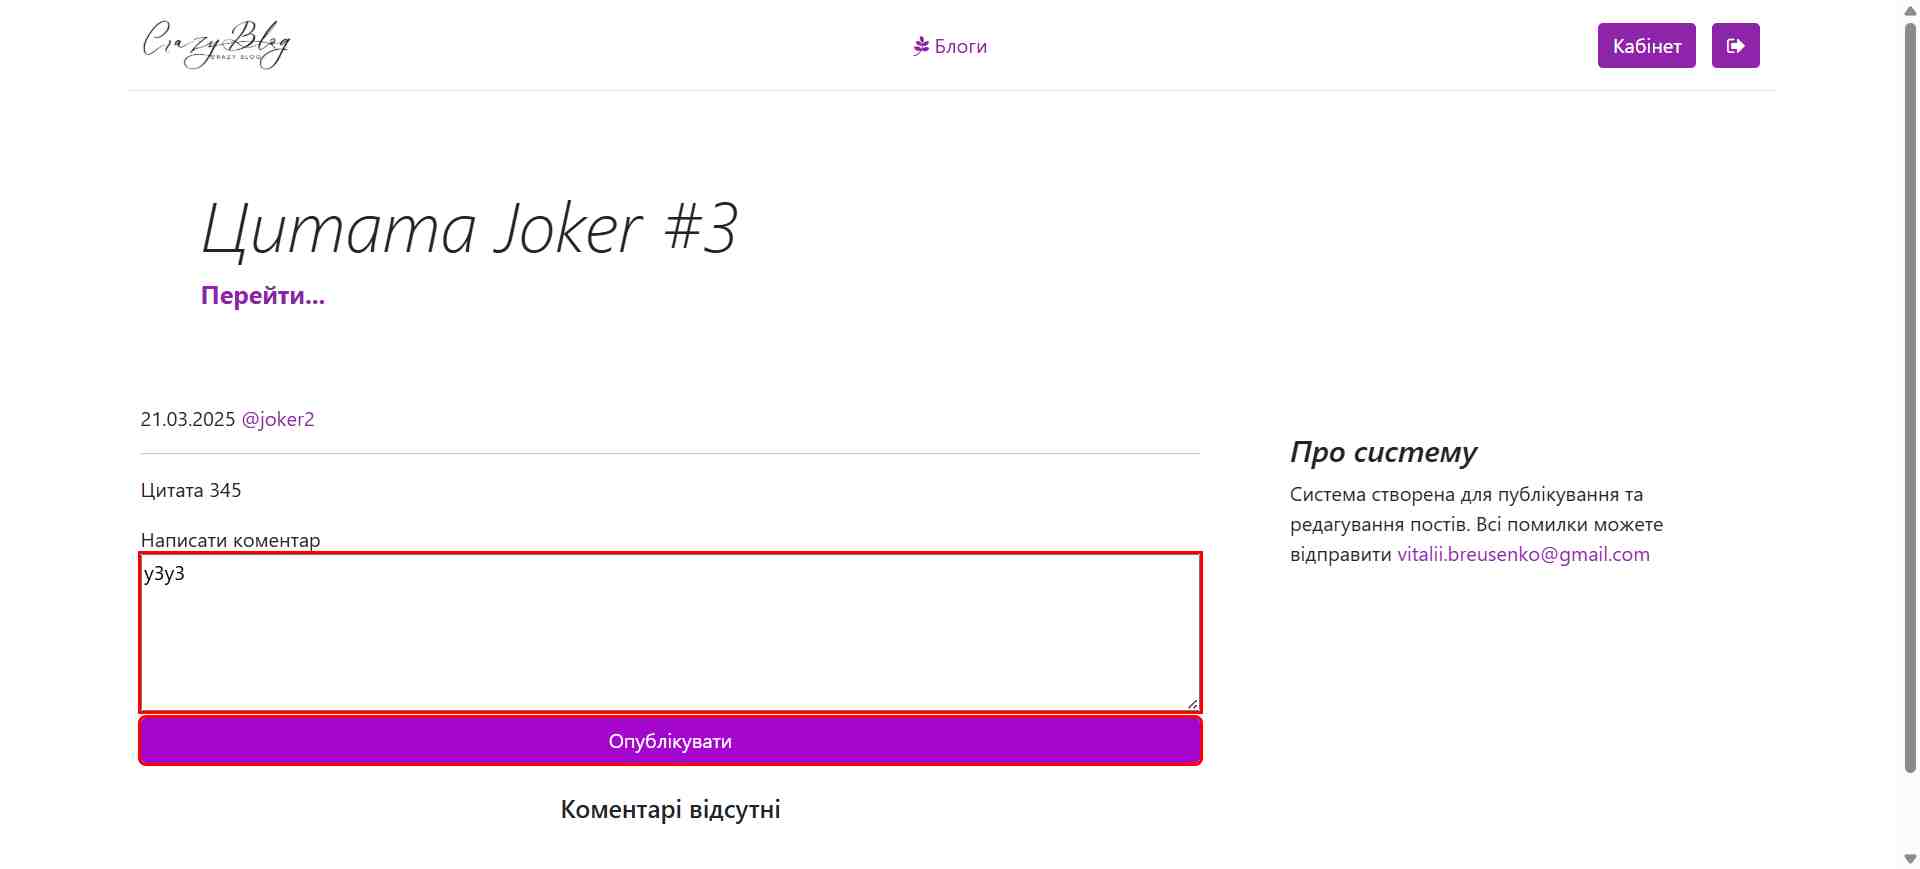 CrazyBlog
CRAZY BLOG
Блоги
Кабінет
Цитата Joker #3
Перейти...
21.03.2025 @joker2
Цитата 345
Написати коментар
у3у3
Опублікувати
Коментарі відсутні
Про систему
Система створена для публікування та
редагування постів. Всі помилки можете
відправити vitalii.breusenko@gmail.com